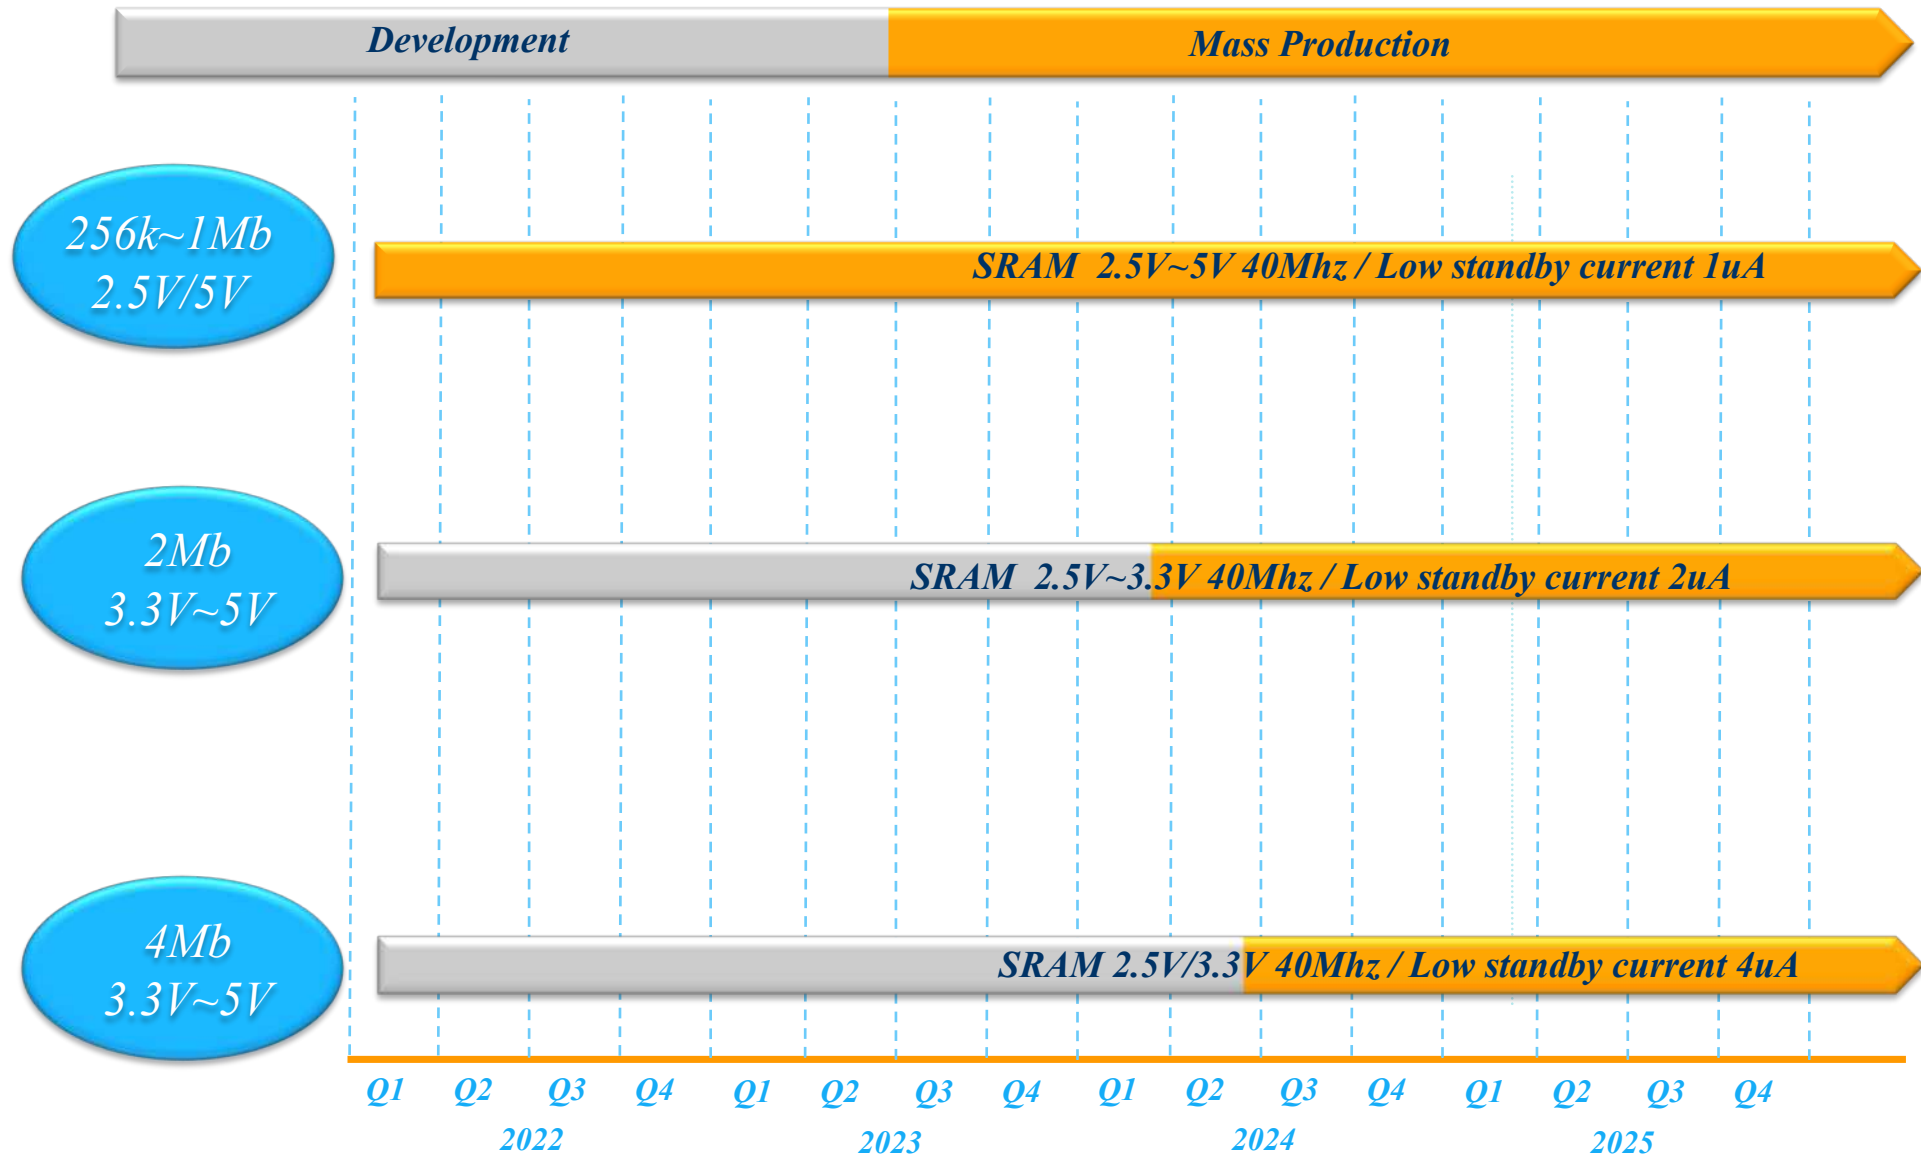 Development
Mass Production
256k~1Mb
2.5V/5V
SRAM  2.5V~5V 40Mhz / Low standby current 1uA
2Mb
3.3V~5V
SRAM  2.5V~3.3V 40Mhz / Low standby current 2uA
4Mb
3.3V~5V
SRAM 2.5V/3.3V 40Mhz / Low standby current 4uA
Q1 Q2 Q3 Q4 Q1 Q2 Q3 Q4 Q1 Q2 Q3 Q4 Q1 Q2 Q3 Q4
2022 2023 2024 2025